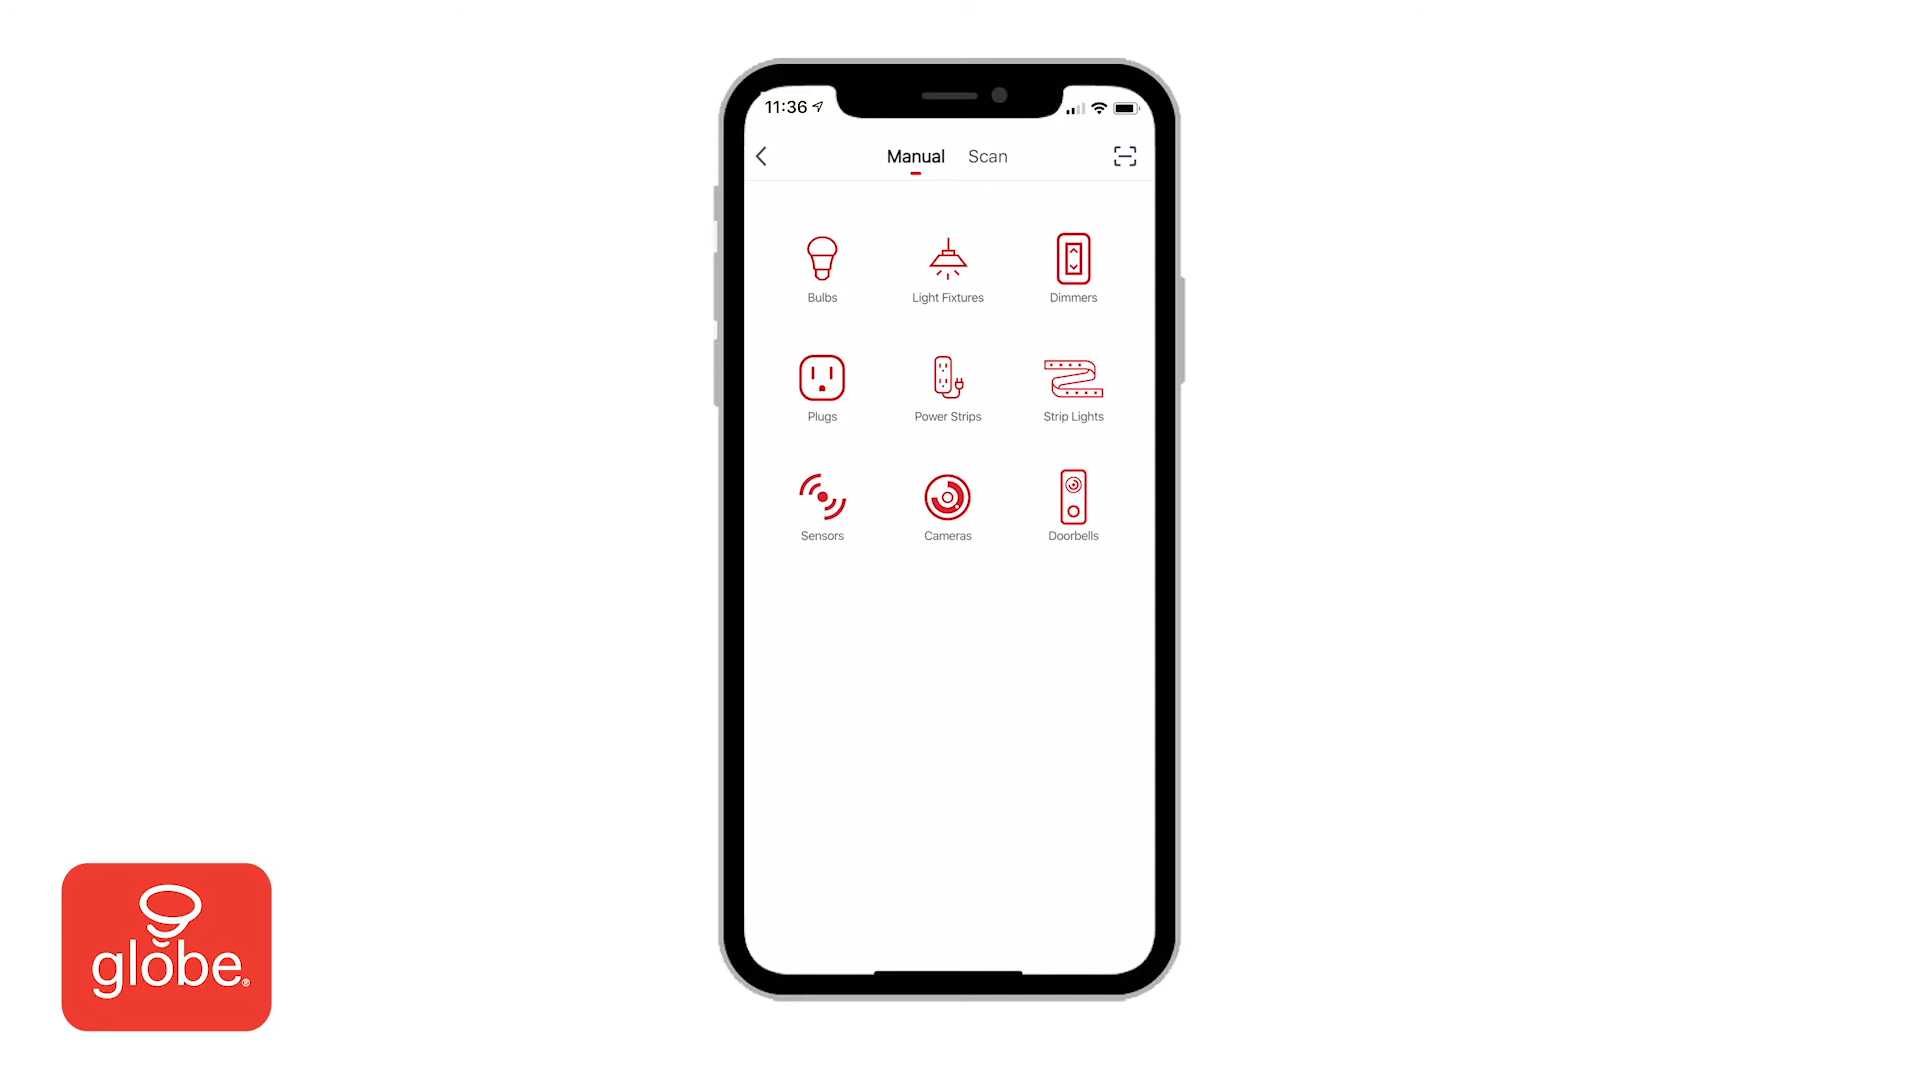 11:36
Manual Scan
Bulbs Light Fixtures Dimmers
Plugs Power Strips Strip Lights
Sensors Cameras Doorbells
globe®